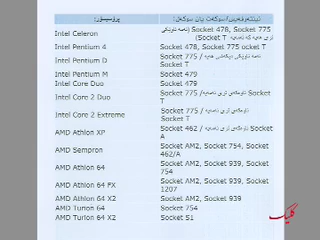 پرۆسیسۆر:
Intel Celeron Socket 478, Socket 775
Socket T)
Intel Pentium 4 Socket 478, Socket 775 ocket T
Intel Pentium D Socket 775 /
Socket T
Intel Pentium M Socket 479
Intel Core Duo Socket 479
Intel Core 2 Duo Socket 775 / Socket
T
Intel Core 2 Extreme Socket 775 /
Socket T
AMD Athlon XP Socket 462 / Socket
A
AMD Sempron Socket AM2, Socket 754, Socket
462/A
AMD Athlon 64 Socket AM2, Socket 939, Socket
754
AMD Athlon 64 FX Socket AM2, Socket 939, Socket
1207
AMD Athlon 64 X2 Socket AM2, Socket 939
AMD Turion 64 Socket 754
AMD Turion 64 X2 Socket S1